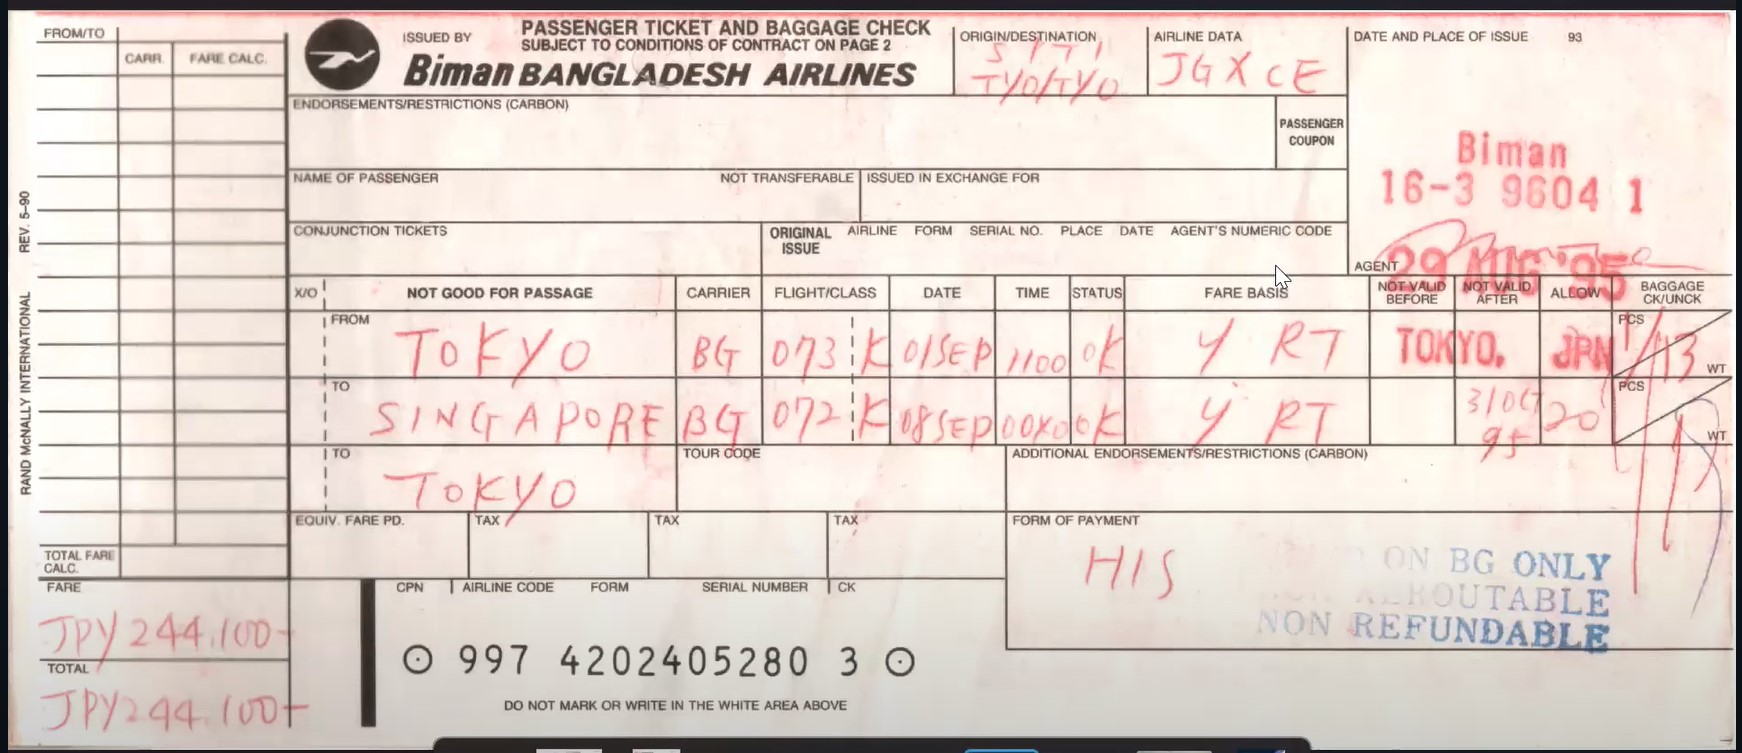 FROM/TO
CARR. FARE CALC.
ISSUED BY
PASSENGER TICKET AND BAGGAGE CHECK
SUBJECT TO CONDITIONS OF CONTRACT ON PAGE 2
Biman BANGLADESH AIRLINES
ORIGIN/DESTINATION
SITI
TYO/TYO
AIRLINE DATA
JGXCE
DATE AND PLACE OF ISSUE 93
ENDORSEMENTS/RESTRICTIONS (CARBON)
PASSENGER
COUPON
Biman
16-3 9604 1
NAME OF PASSENGER NOT TRANSFERABLE ISSUED IN EXCHANGE FOR
CONJUNCTION TICKETS
ORIGINAL
ISSUE
AIRLINE FORM SERIAL NO. PLACE DATE AGENT'S NUMERIC CODE
AGENT
29 AUG '95
X/O NOT GOOD FOR PASSAGE CARRIER FLIGHT/CLASS DATE TIME STATUS FARE BASIS NOT VALID BEFORE NOT VALID AFTER ALLOW BAGGAGE CK/UNCK
FROM TOKYO BG 073 K 01SEP 1100 OK Y RT TOKYO, JPN PCS WT
TO SINGAPORE BG 072 K 08SEP OK Y RT 31OCT 95 20 PCS WT
TO TOKYO
TOUR CODE
ADDITIONAL ENDORSEMENTS/RESTRICTIONS (CARBON)
EQUIV. FARE PD. TAX TAX TAX
FORM OF PAYMENT
HIS
ON BG ONLY
REROUTABLE
NON REFUNDABLE
TOTAL FARE
CALC.
FARE
JPY 244.100-
TOTAL
JPY 244.100-
CPN AIRLINE CODE FORM SERIAL NUMBER CK
997 4202405280 3
DO NOT MARK OR WRITE IN THE WHITE AREA ABOVE
RAND McNALLY INTERNATIONAL REV. 5-90